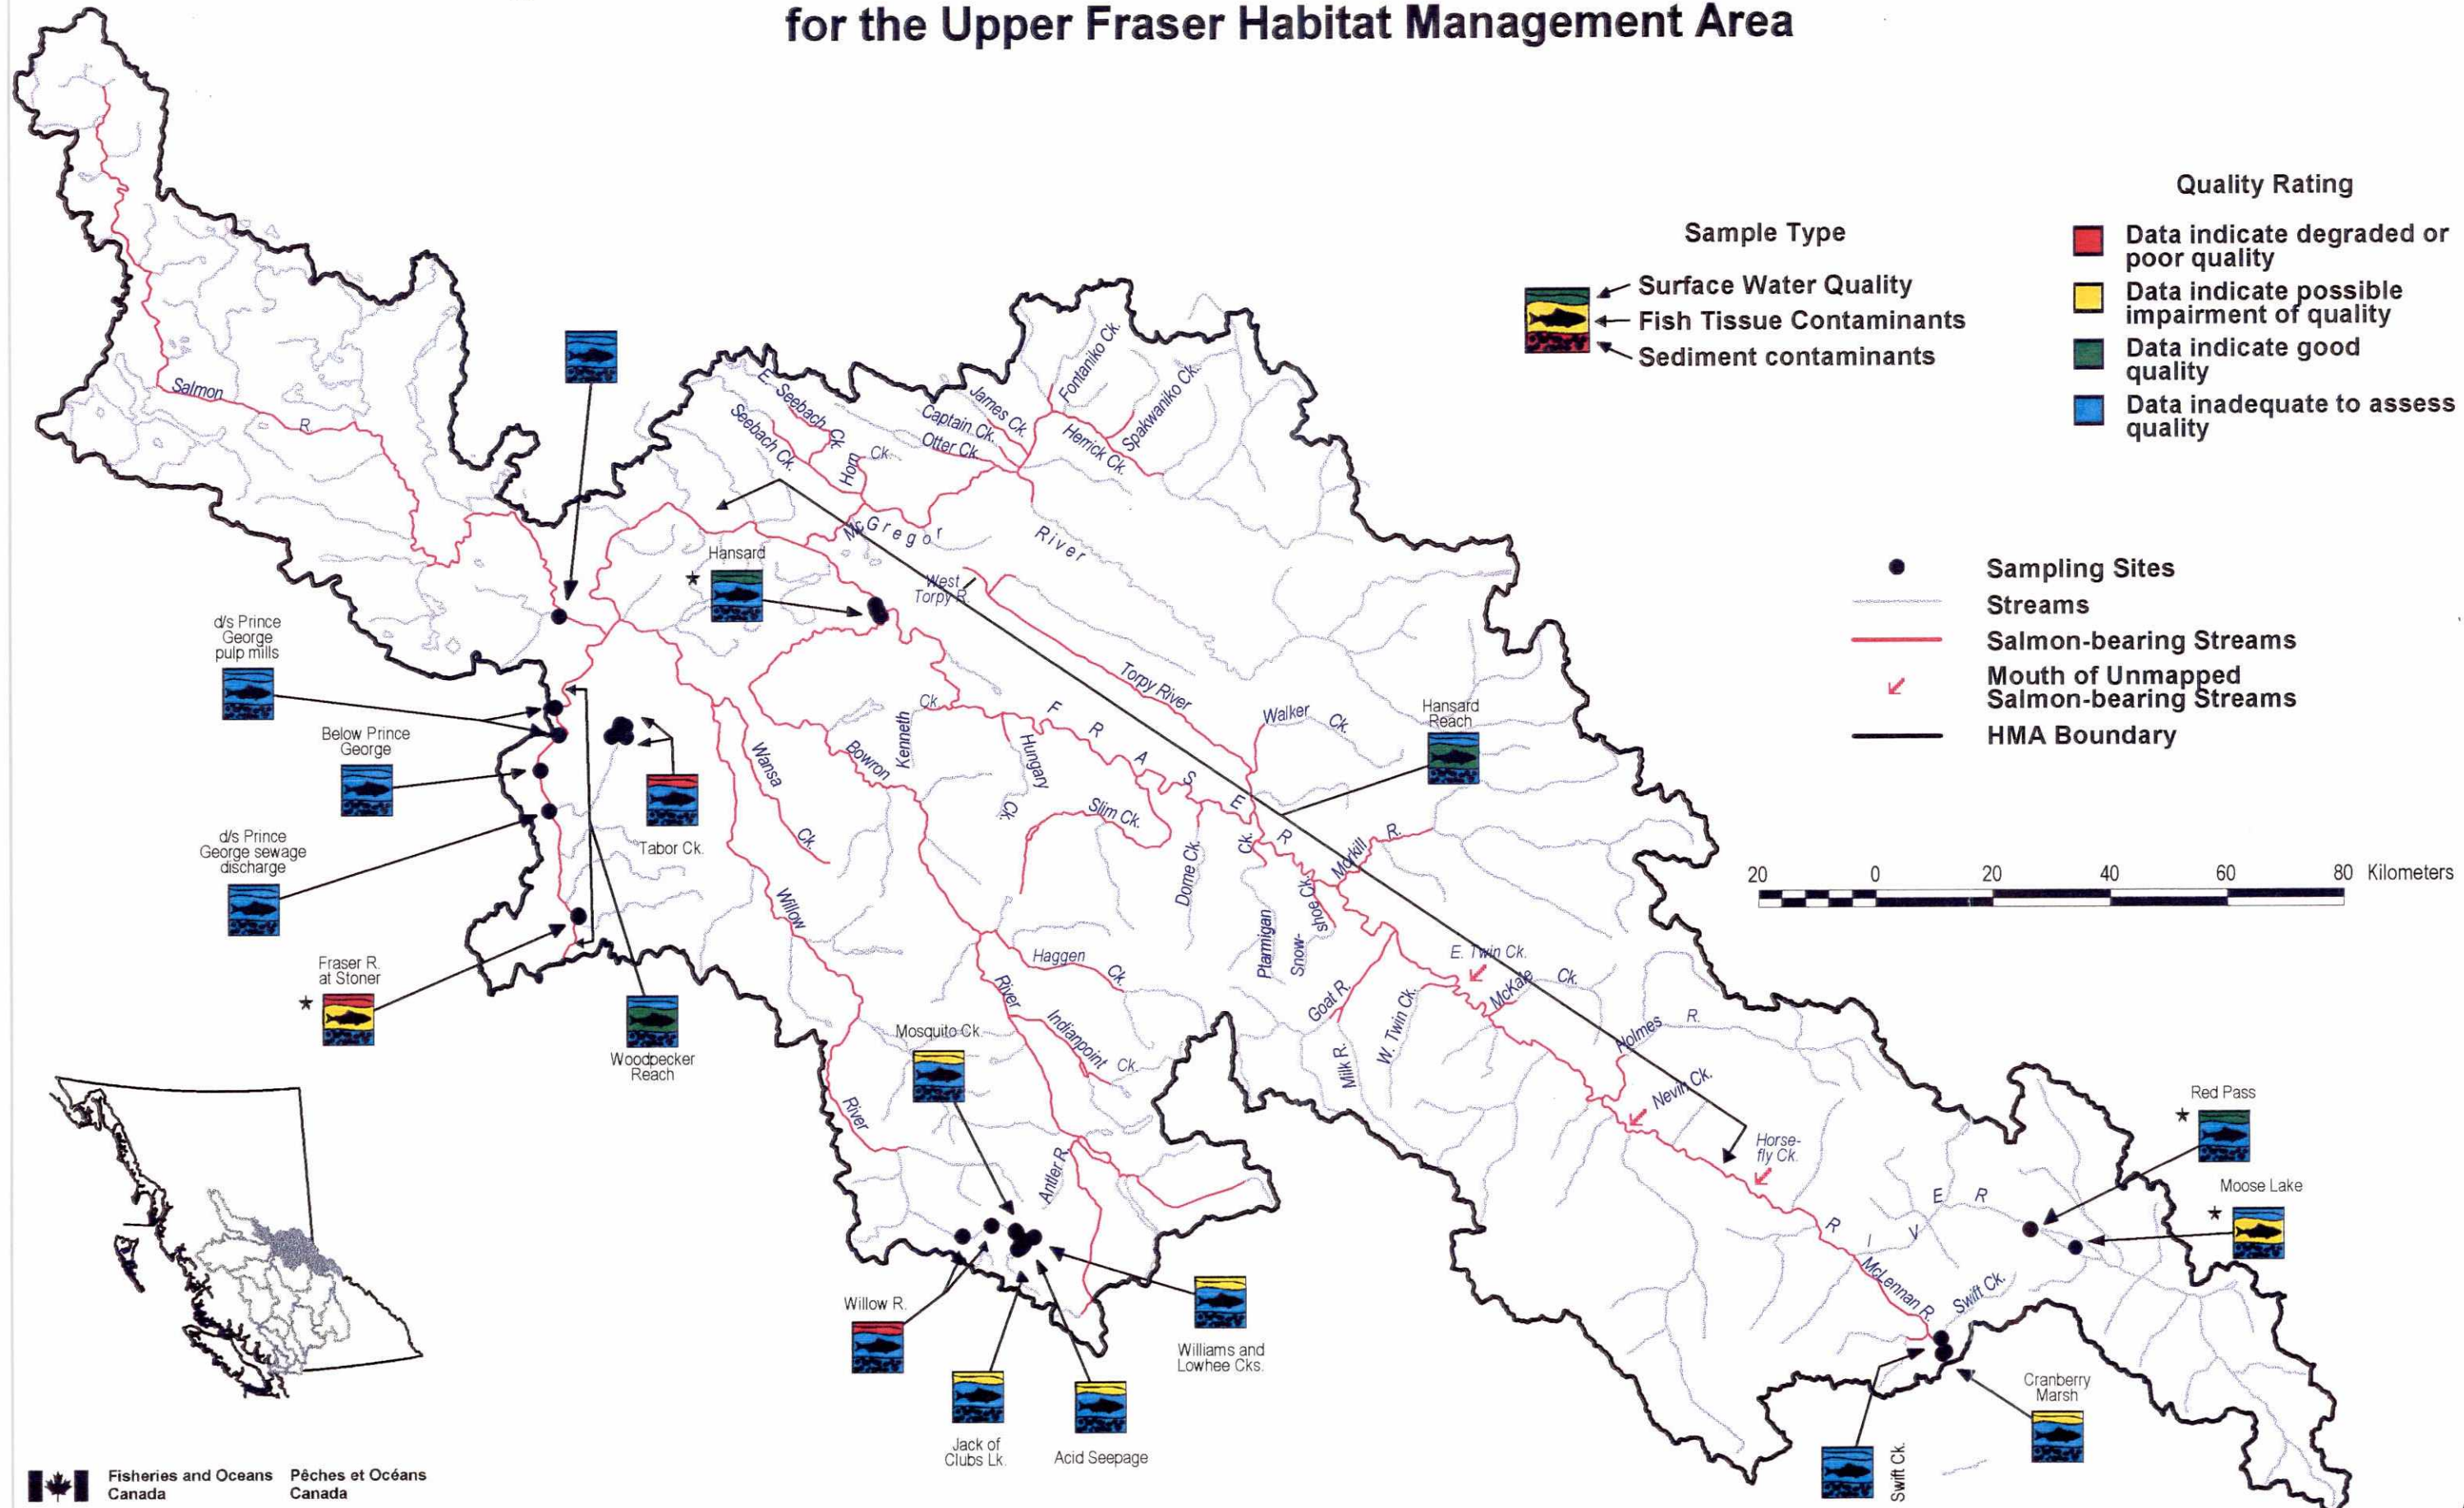 for the Upper Fraser Habitat Management Area
Quality Rating
Data indicate degraded or
poor quality
Data indicate possible
impairment of quality
Data indicate good
quality
Data inadequate to assess
quality
Sample Type
Surface Water Quality
Fish Tissue Contaminants
Sediment contaminants
Sampling Sites
Streams
Salmon-bearing Streams
Mouth of Unmapped
Salmon-bearing Streams
HMA Boundary
20 0 20 40 60 80 Kilometers
Salmon
R.
E. Seebach Ck.
Seebach Ck.
Horn Ck.
Captain Ck.
James Ck.
Otter Ck.
Fontaniko Ck.
Herrick Ck.
Spakwaniko Ck.
McGregor
River
Hansard
West
Torpy R.
Torpy River
Walker Ck.
Hansard
Reach
d/s Prince
George
pulp mills
Below Prince
George
d/s Prince
George sewage
discharge
Tabor Ck.
Fraser R.
at Stoner
Woodpecker
Reach
Wansa
Ck.
Willow
River
Bowron
River
Kenneth
Ck.
Hungary
Ck.
FRASER
RIVER
Slim Ck.
Dome Ck.
Ptarmigan
Ck.
Snow-
shoe Ck.
Morkill R.
Haggen
Ck.
Indianpoint Ck.
Goat R.
Milk R.
W. Twin Ck.
E. Twin Ck.
McKale Ck.
Holmes R.
Nevin Ck.
Horse-
fly Ck.
Antler R.
Mosquito Ck.
Willow R.
Jack of
Clubs Lk.
Acid Seepage
Williams and
Lowhee Cks.
Red Pass
Moose Lake
McLennan R.
Swift Ck.
Cranberry
Marsh
Swift Ck.
Fisheries and Oceans Pêches et Océans
Canada Canada